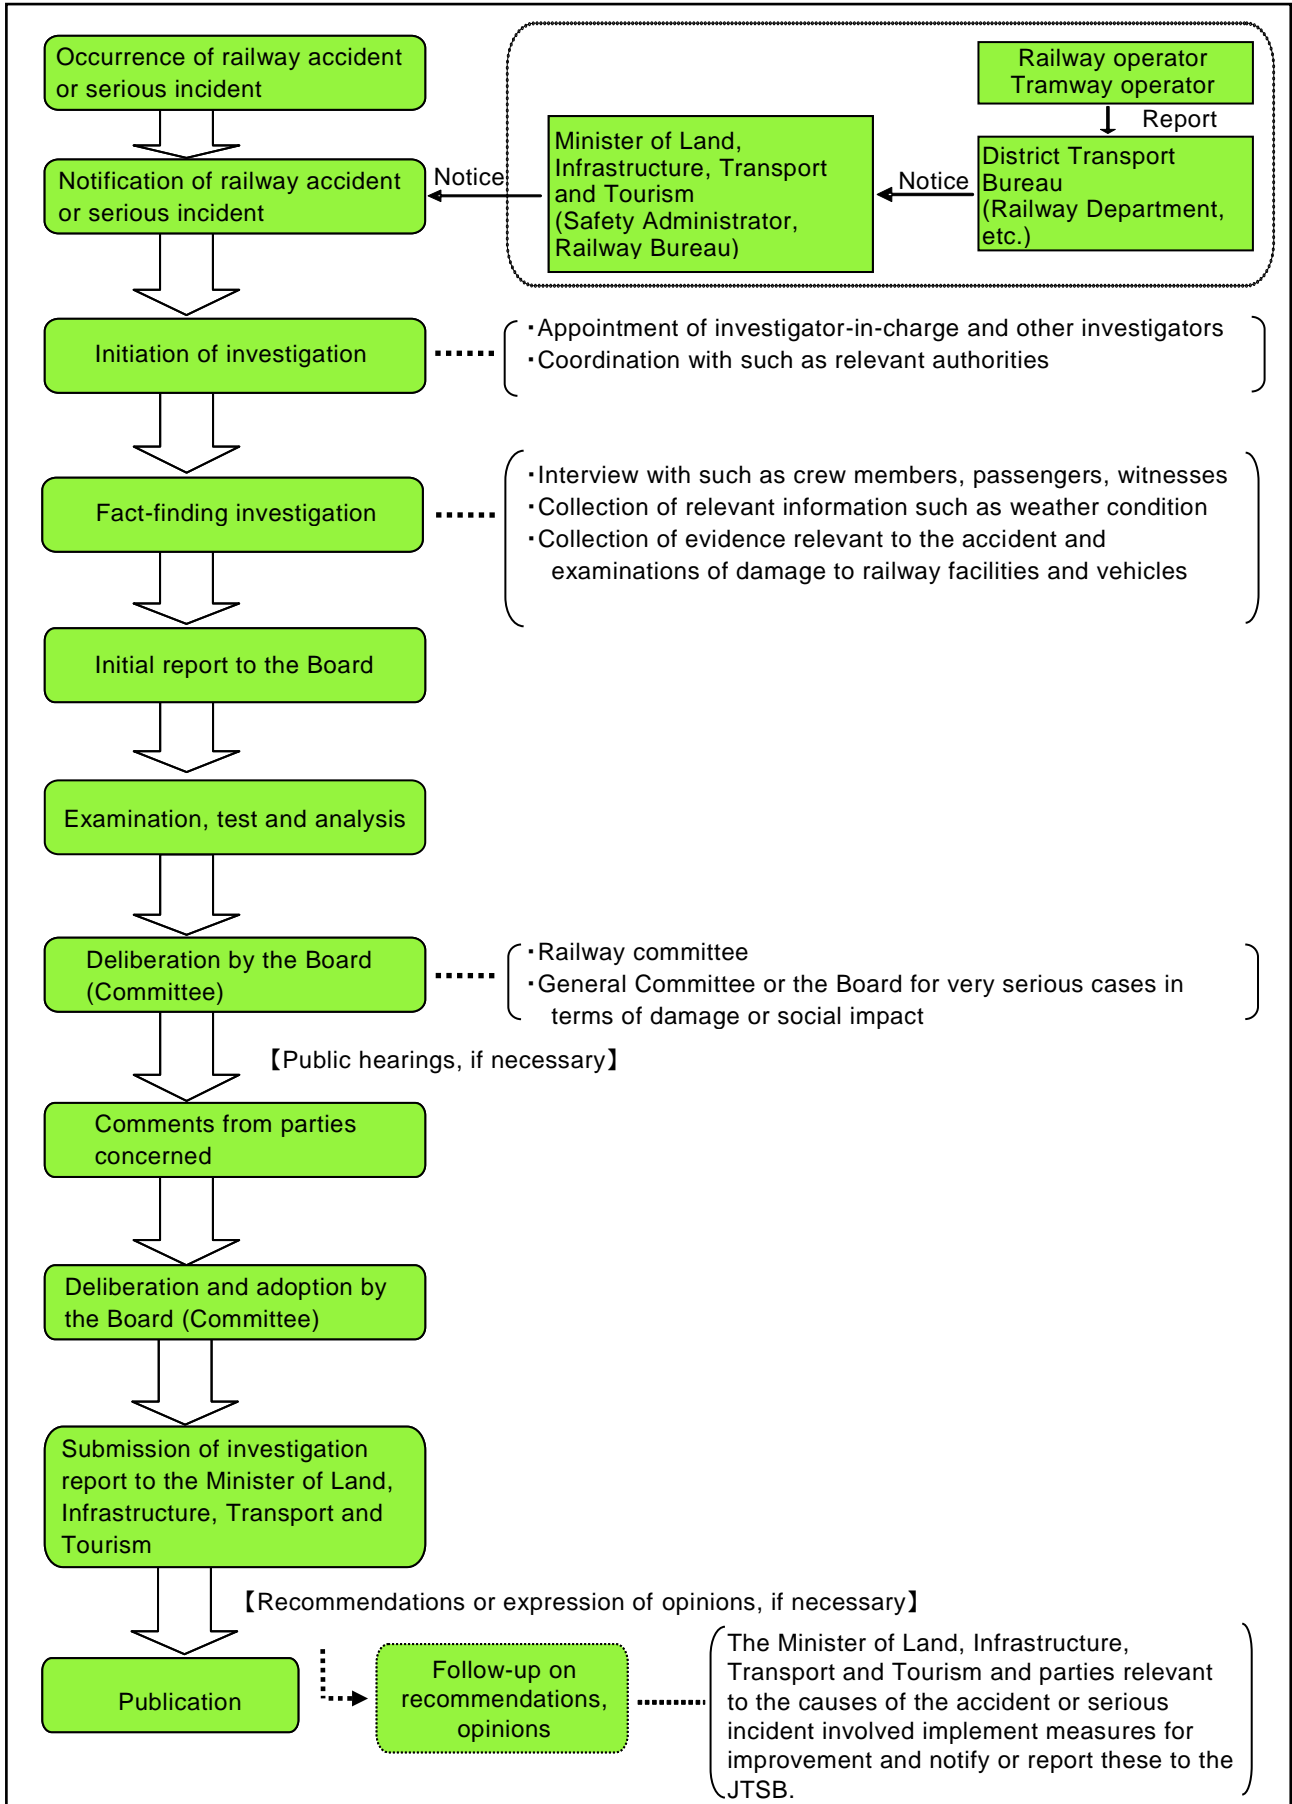 Occurrence of railway accident
or serious incident
Railway operator
Tramway operator
Report
Minister of Land,
Infrastructure, Transport
and Tourism
(Safety Administrator,
Railway Bureau)
District Transport
Bureau
(Railway Department,
etc.)
Notice
Notice
Notification of railway accident
or serious incident
Initiation of investigation
・Appointment of investigator-in-charge and other investigators
・Coordination with such as relevant authorities
Fact-finding investigation
・Interview with such as crew members, passengers, witnesses
・Collection of relevant information such as weather condition
・Collection of evidence relevant to the accident and
examinations of damage to railway facilities and vehicles
Initial report to the Board
Examination, test and analysis
Deliberation by the Board
(Committee)
・Railway committee
・General Committee or the Board for very serious cases in
terms of damage or social impact
【Public hearings, if necessary】
Comments from parties
concerned
Deliberation and adoption by
the Board (Committee)
Submission of investigation
report to the Minister of Land,
Infrastructure, Transport and
Tourism
【Recommendations or expression of opinions, if necessary】
Publication
Follow-up on
recommendations,
opinions
The Minister of Land, Infrastructure,
Transport and Tourism and parties relevant
to the causes of the accident or serious
incident involved implement measures for
improvement and notify or report these to the
JTSB.